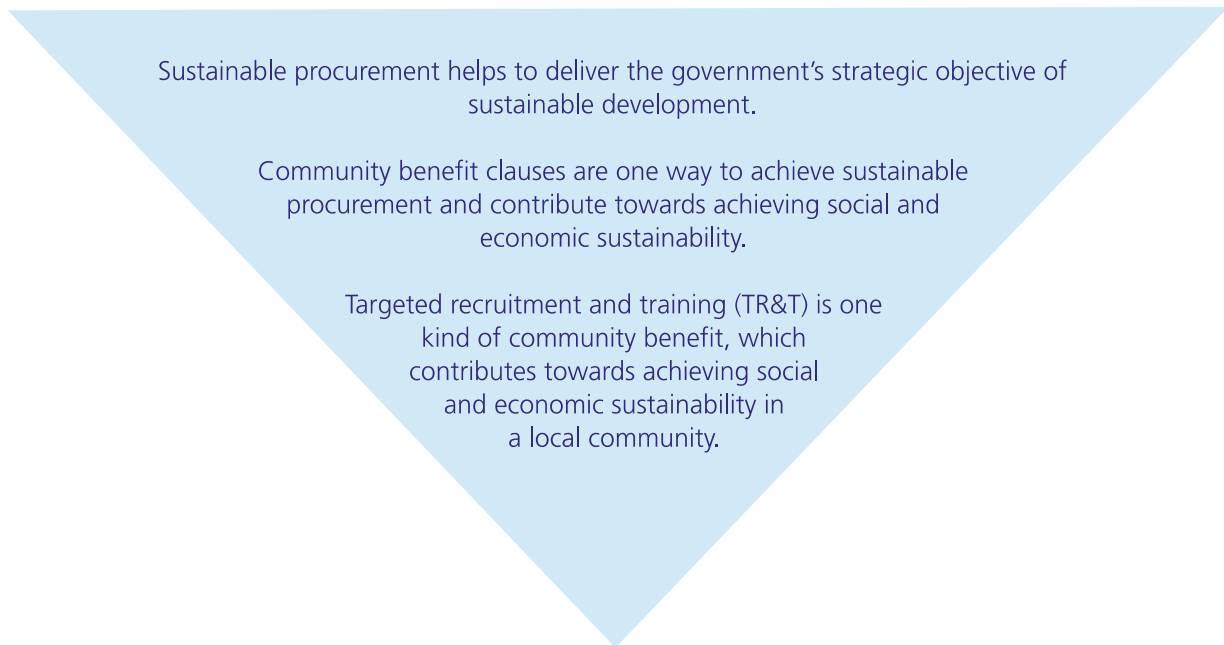 Sustainable procurement helps to deliver the government’s strategic objective of
sustainable development.
Community benefit clauses are one way to achieve sustainable
procurement and contribute towards achieving social and
economic sustainability.
Targeted recruitment and training (TR&T) is one
kind of community benefit, which
contributes towards achieving social
and economic sustainability in
a local community.